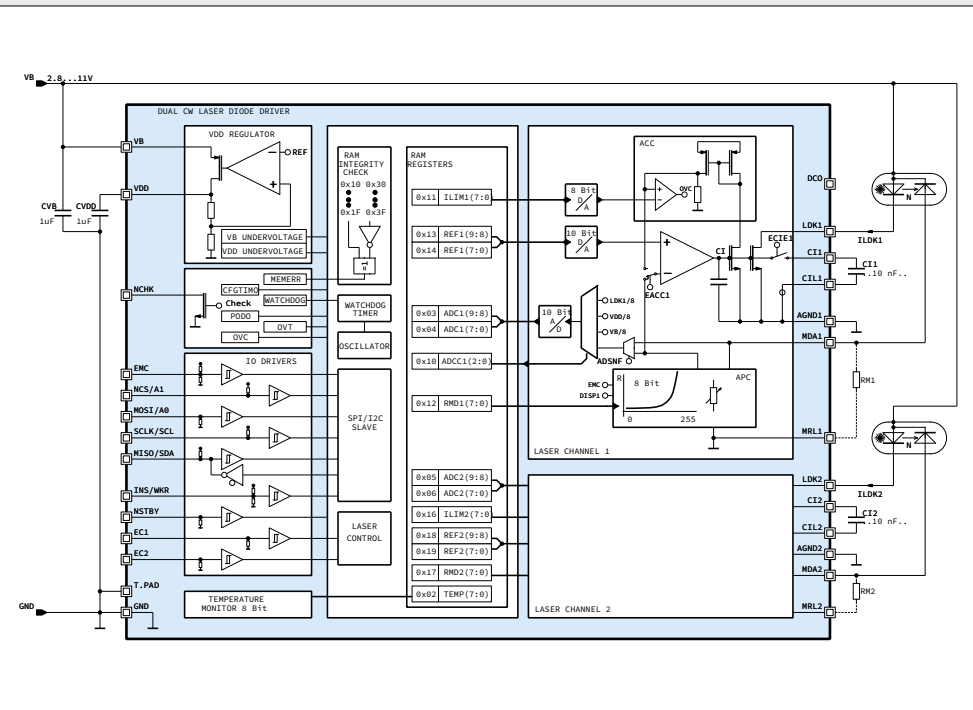 VB 2.8...11V
DUAL CW LASER DIODE DRIVER
VB
VDD
CVB
1uF
CVDD
1uF
NCHK
EMC
NCS/A1
MOSI/A0
SCLK/SCL
MISO/SDA
INS/WKR
NSTBY
EC1
EC2
T.PAD
GND
GND
VDD REGULATOR
REF
VB UNDERVOLTAGE
VDD UNDERVOLTAGE
MEMERR
CFGTIMO
WATCHDOG
Check
PODO
OVT
OVC
IO DRIVERS
TEMPERATURE
MONITOR 8 Bit
RAM
INTEGRITY
CHECK
0x10 0x30
0x1F 0x3F
=1
WATCHDOG
TIMER
OSCILLATOR
SPI/I2C
SLAVE
LASER
CONTROL
RAM
REGISTERS
0x11 ILIM1(7:0)
0x13 REF1(9:8)
0x14 REF1(7:0)
0x03 ADC1(9:8)
0x04 ADC1(7:0)
0x10 ADCC1(2:0)
0x12 RMD1(7:0)
0x05 ADC2(9:8)
0x06 ADC2(7:0)
0x16 ILIM2(7:0)
0x18 REF2(9:8)
0x19 REF2(7:0)
0x17 RMD2(7:0)
0x02 TEMP(7:0)
8 Bit
D
A
10 Bit
D
A
10 Bit
A
D
ACC
OVC
CI
ECIE1
EACC1
LDK1/8
VDD/8
VB/8
ADSNF
EMC
DISP1
R
8 Bit
APC
0 255
LASER CHANNEL 1
LASER CHANNEL 2
DCO
LDK1
CI1
CIL1
AGND1
MDA1
MRL1
LDK2
CI2
CIL2
AGND2
MDA2
MRL2
N
ILDK1
CI1
..10 nF..
RM1
N
ILDK2
CI2
..10 nF..
RM2